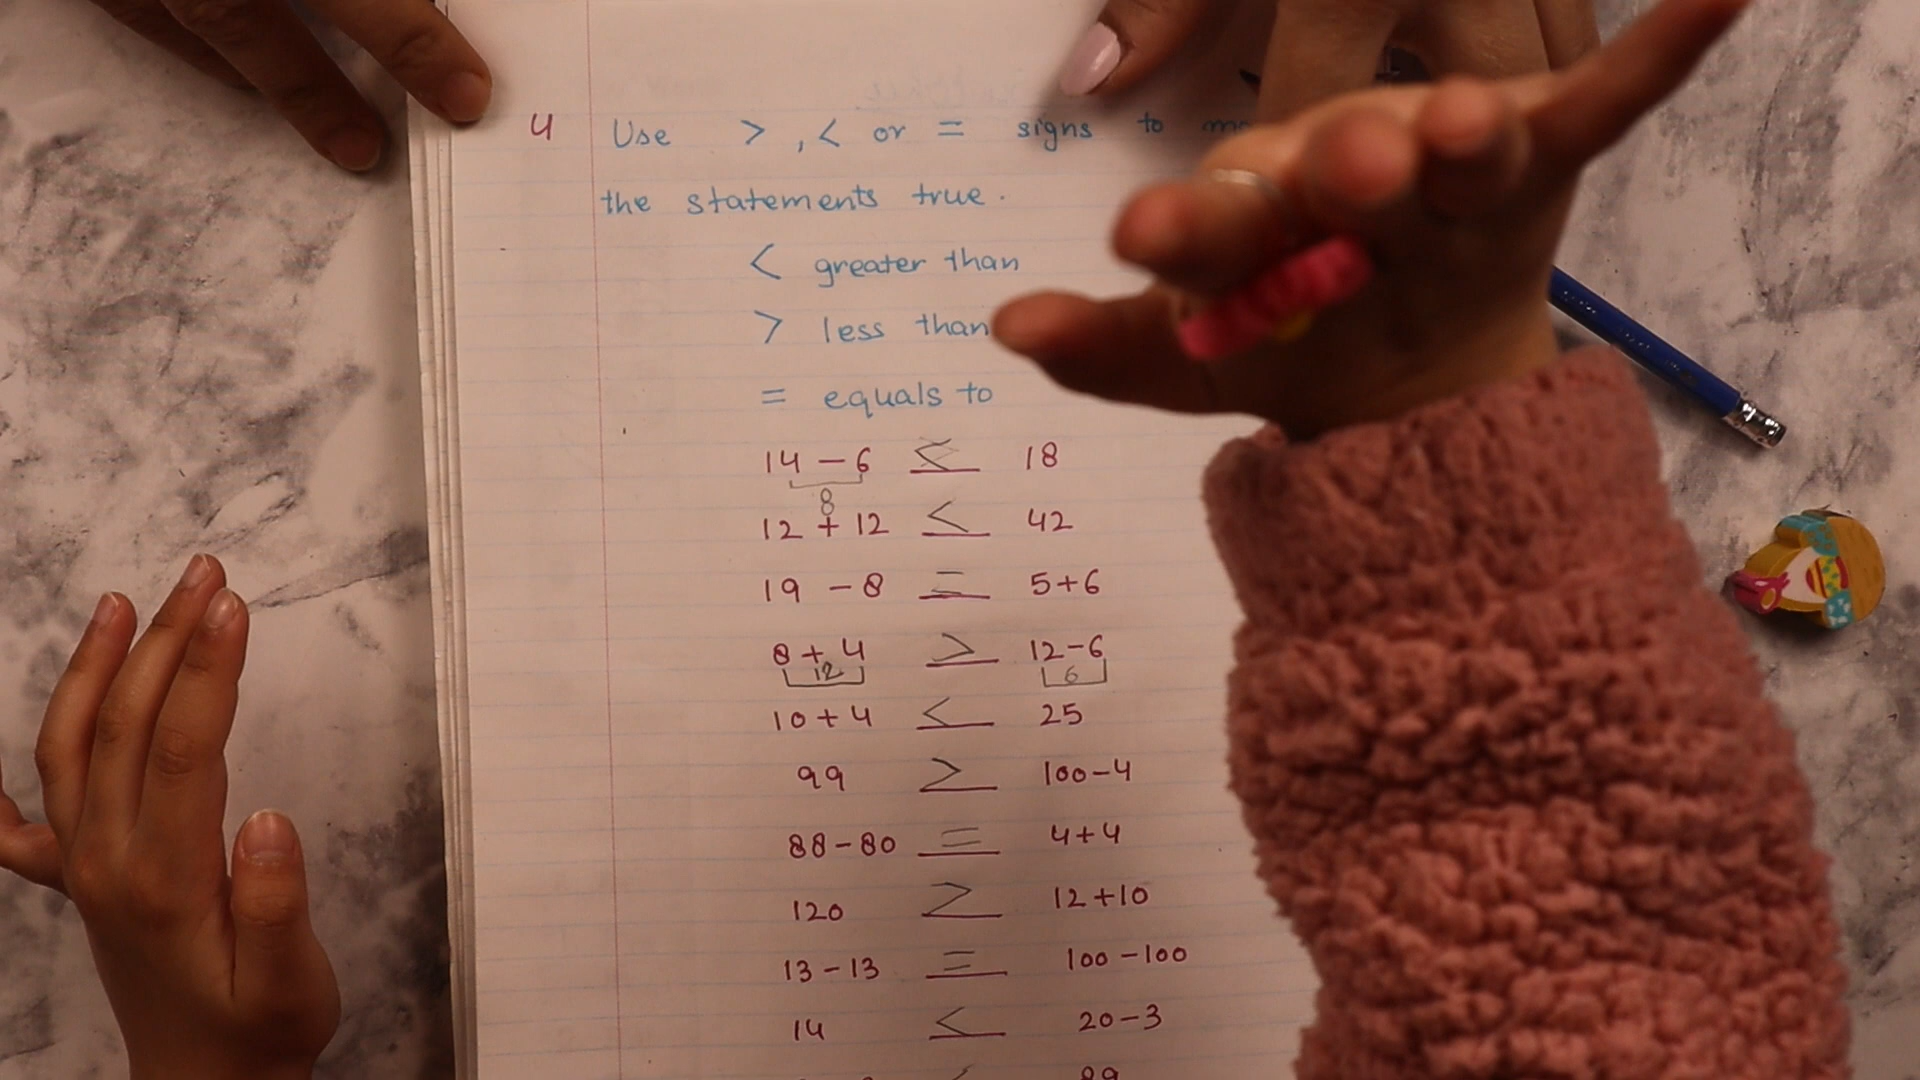 4 Use >, < or = signs to
the statements true.
< greater than
> less than
= equals to
14 - 6 < 18
8
12 + 12 < 42
19 - 8 = 5+6
8 + 4 > 12-6
12 6
10 + 4 < 25
99 > 100-4
88-80 = 4+4
120 > 12+10
13-13 = 100-100
14 < 20-3